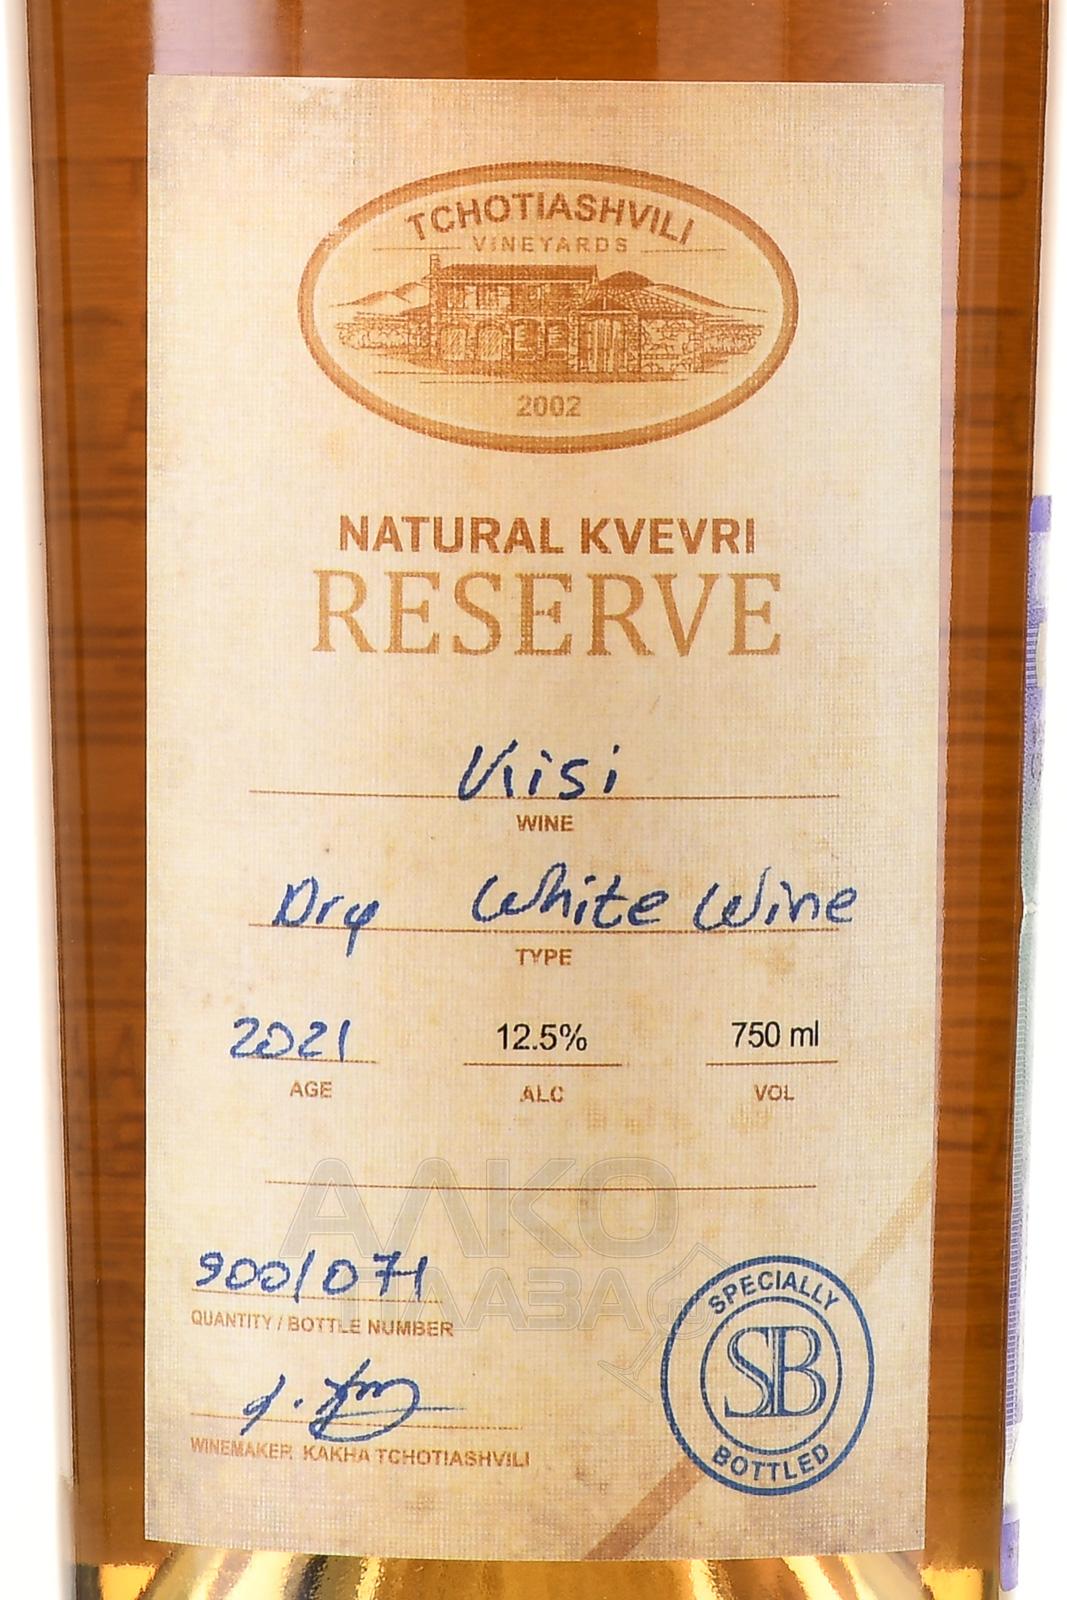 TCHOTIASHVILI
VINEYARDS
2002
NATURAL KVEVRI
RESERVE
Kisi
WINE
Dry White Wine
TYPE
2021 12.5% 750 ml
AGE ALC VOL
АЛКО
ПЛАЗА
900/071
QUANTITY / BOTTLE NUMBER
WINEMAKER, KAKHA TCHOTIASHVILI
SPECIALLY
SB
BOTTLED